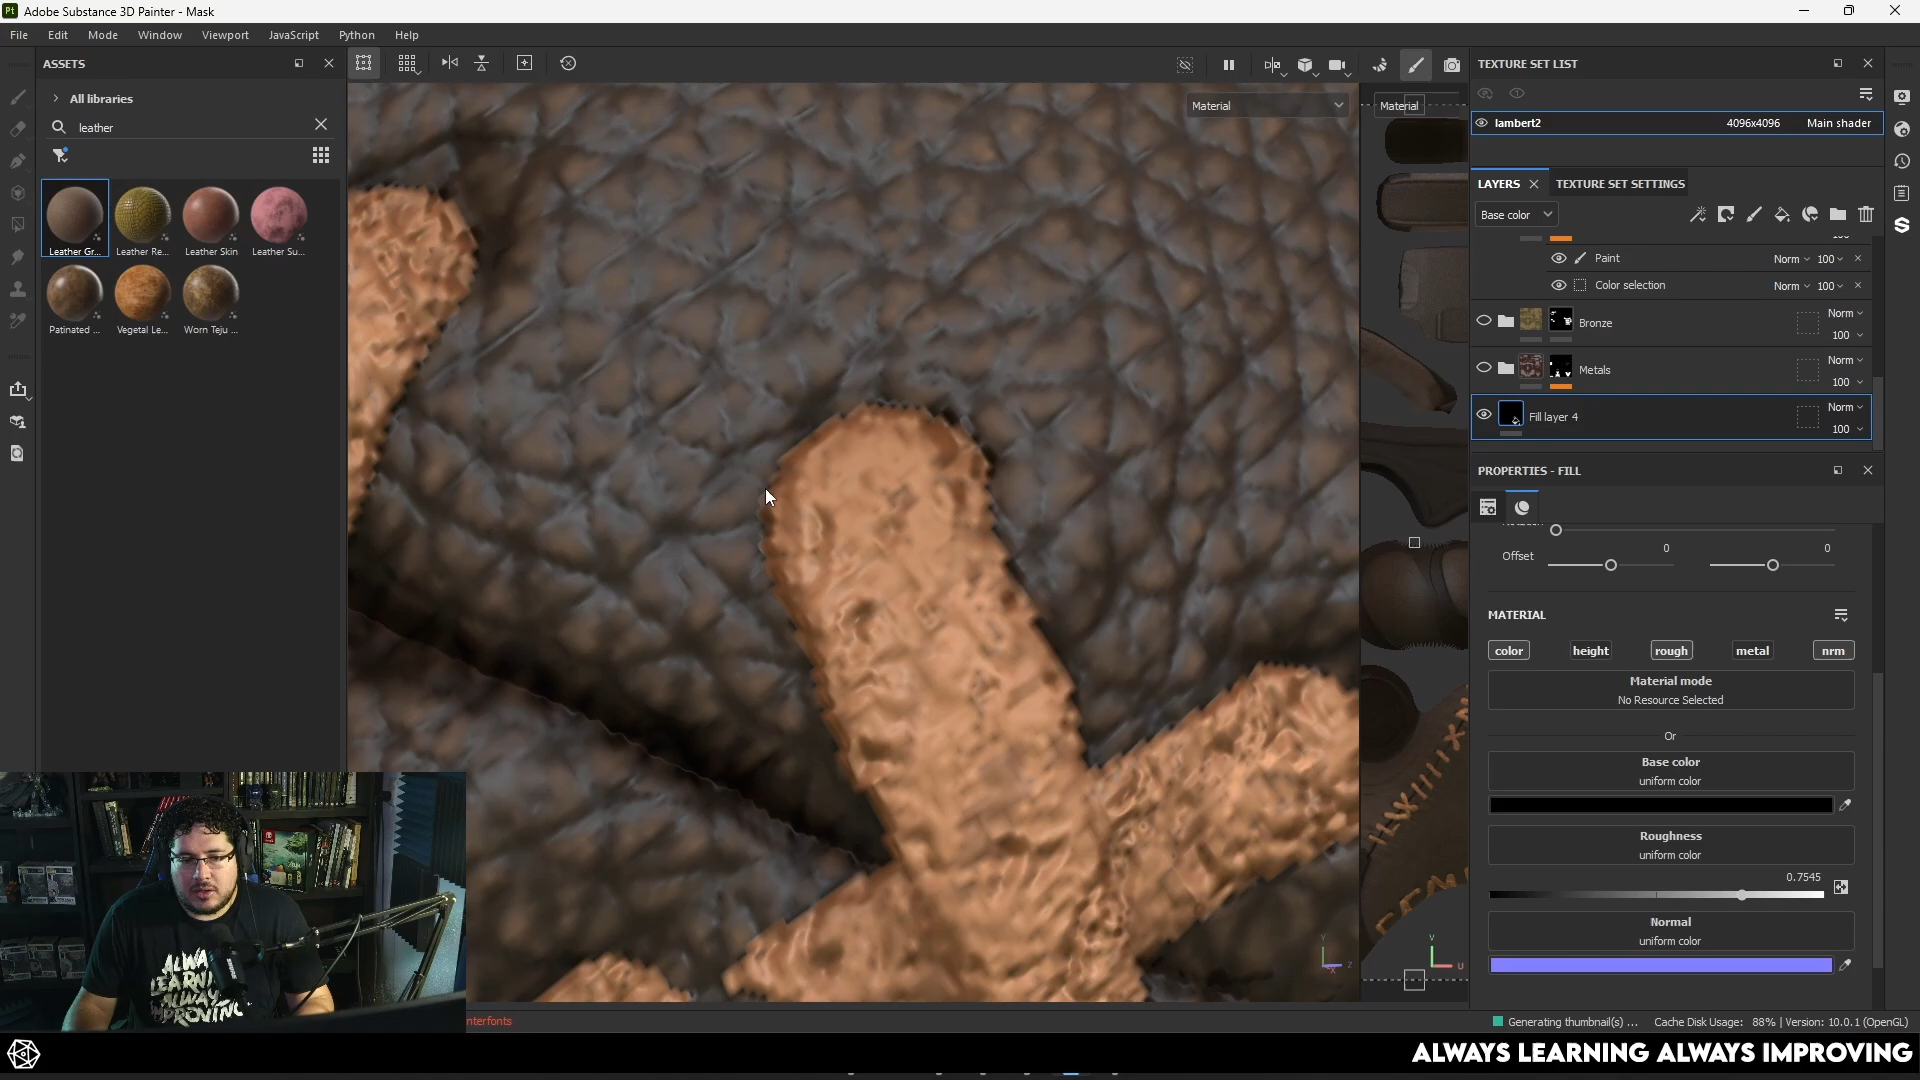 Pt Adobe Substance 3D Painter - Mask
File Edit Mode Window Viewport JavaScript Python Help
ASSETS
All libraries
leather
Leather Gr...
Leather Re...
Leather Skin
Leather Su...
Patinated ...
Vegetal Le...
Worn Teju ...
Material
Material
Y
Z
X
Y
U
TEXTURE SET LIST
lambert2 4096x4096 Main shader
LAYERS TEXTURE SET SETTINGS
Base color
Paint Norm 100
Color selection Norm 100
Bronze Norm 100
Metals Norm 100
Fill layer 4 Norm 100
PROPERTIES - FILL
Offset 0 0
MATERIAL
color height rough metal nrm
Material mode
No Resource Selected
Or
Base color
uniform color
Roughness
uniform color
0.7545
Normal
uniform color
ALWA
LEARNI
ALWAY
IMPROVING
nterfonts
Generating thumbnail(s) ... Cache Disk Usage: 88% | Version: 10.0.1 (OpenGL)
ALWAYS LEARNING ALWAYS IMPROVING